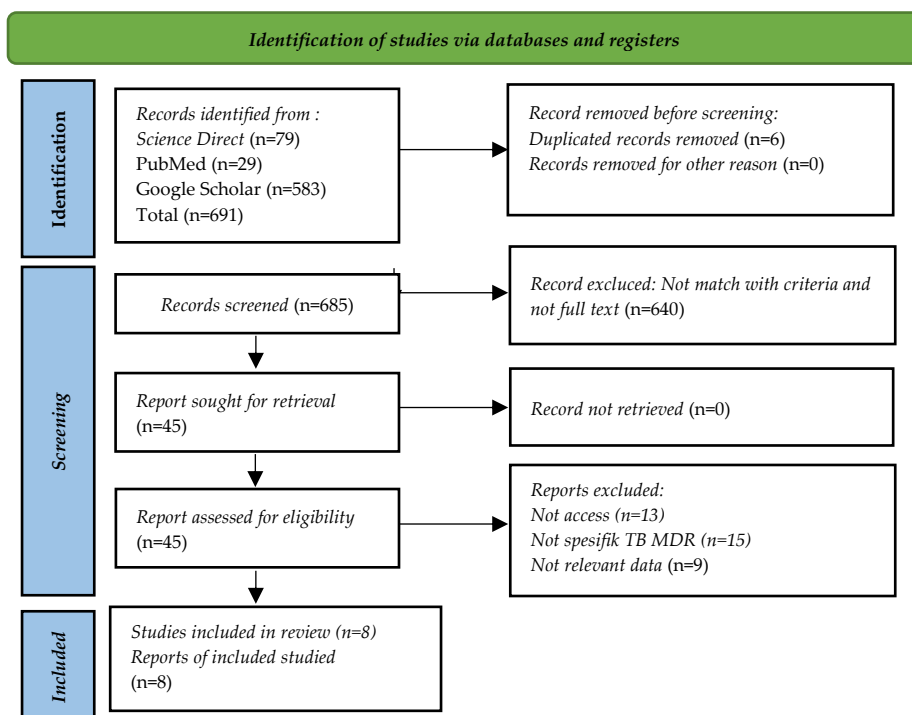 Identification of studies via databases and registers
Identification
Records identified from :
Science Direct (n=79)
PubMed (n=29)
Google Scholar (n=583)
Total (n=691)
Record removed before screening:
Duplicated records removed (n=6)
Records removed for other reason (n=0)
Screening
Records screened (n=685)
Record excluced: Not match with criteria and
not full text (n=640)
Report sought for retrieval
(n=45)
Record not retrieved (n=0)
Report assessed for eligibility
(n=45)
Reports excluded:
Not access (n=13)
Not spesifik TB MDR (n=15)
Not relevant data (n=9)
Included
Studies included in review (n=8)
Reports of included studied
(n=8)